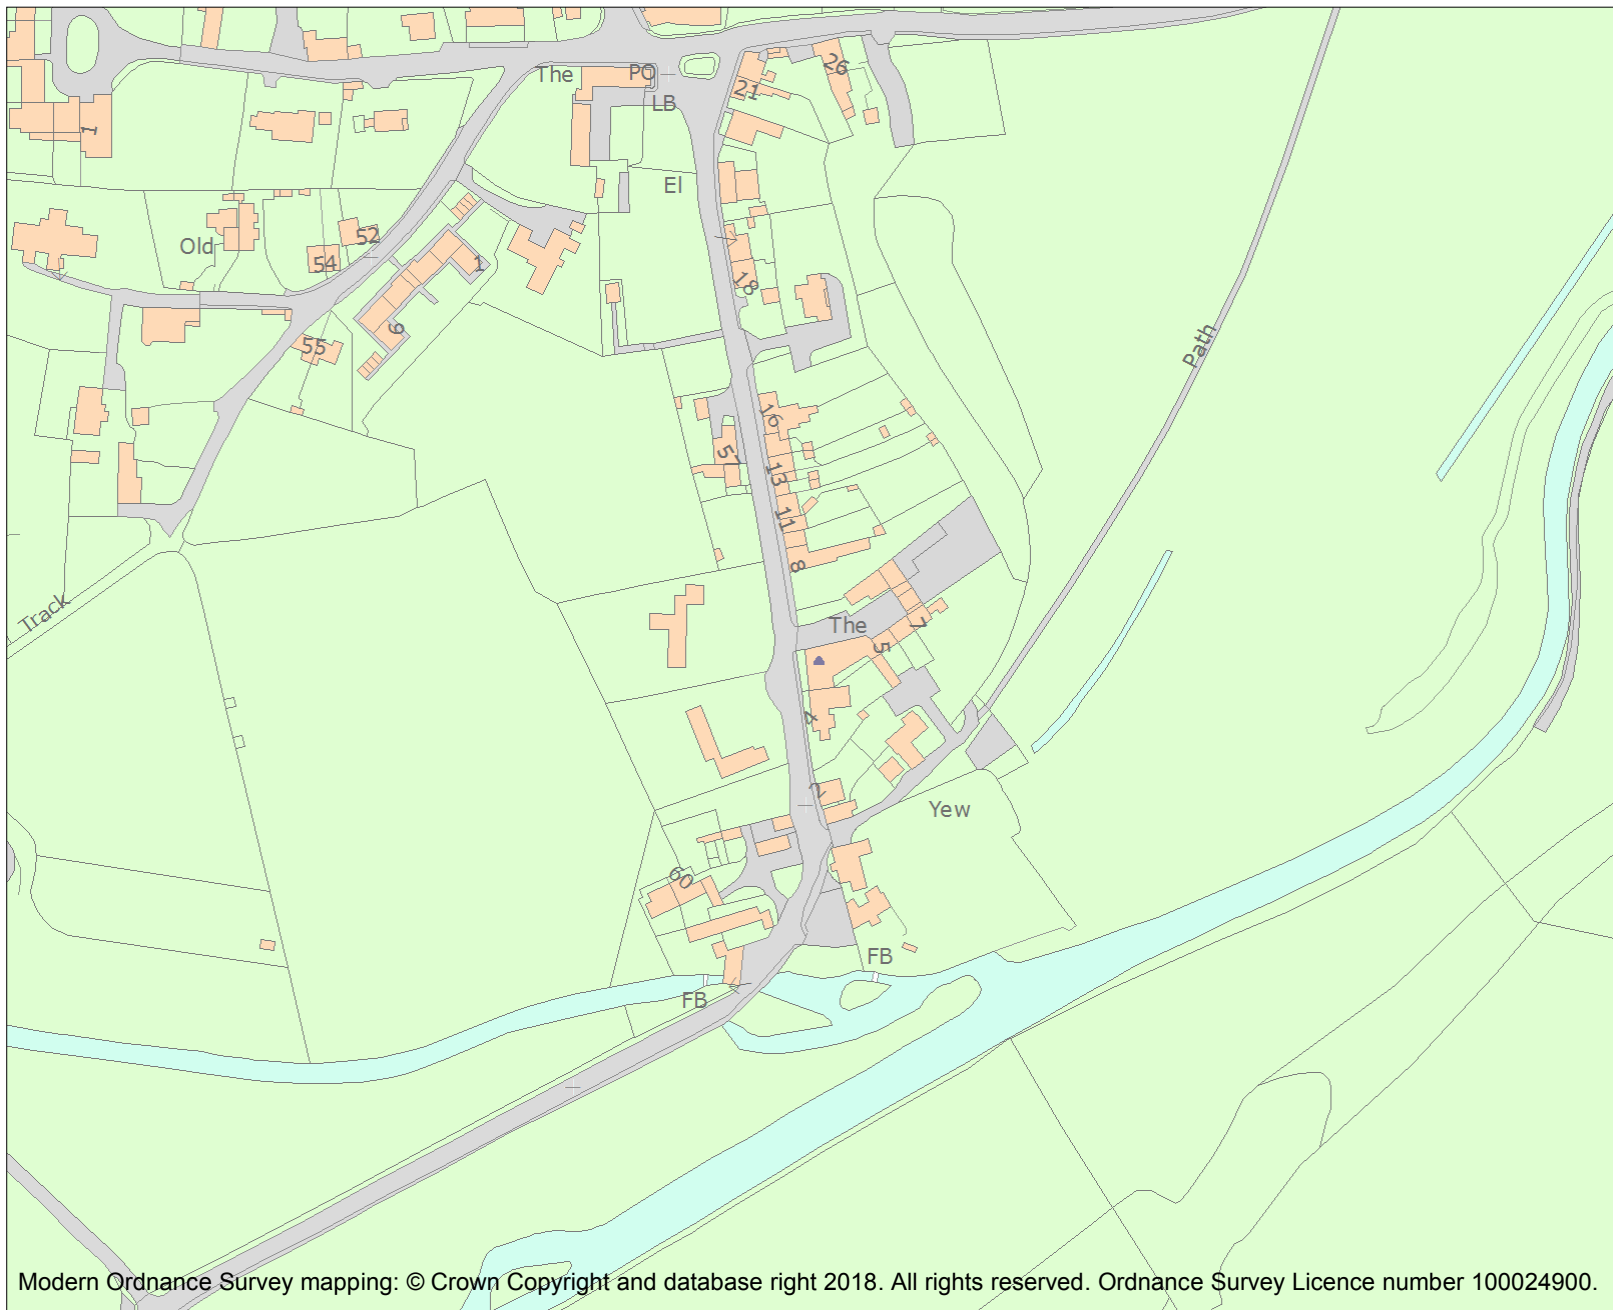 The
PO
LB
21
26
1
El
Old
52
54
1
18
9
55
Path
16
57
13
11
8
Track
The
7
5
4
2
Yew
60
FB
FB
Modern Ordnance Survey mapping: © Crown Copyright and database right 2018. All rights reserved. Ordnance Survey Licence number 100024900.